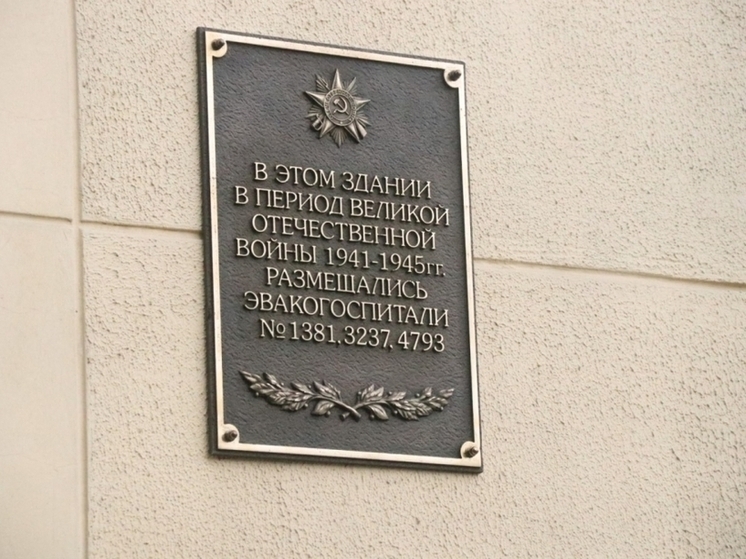 В ЭТОМ ЗДАНИИ
В ПЕРИОД ВЕЛИКОЙ
ОТЕЧЕСТВЕННОЙ
ВОЙНЫ 1941-1945гг.
РАЗМЕЩАЛИСЬ
ЭВАКОГОСПИТАЛИ
№1381, 3237, 4793